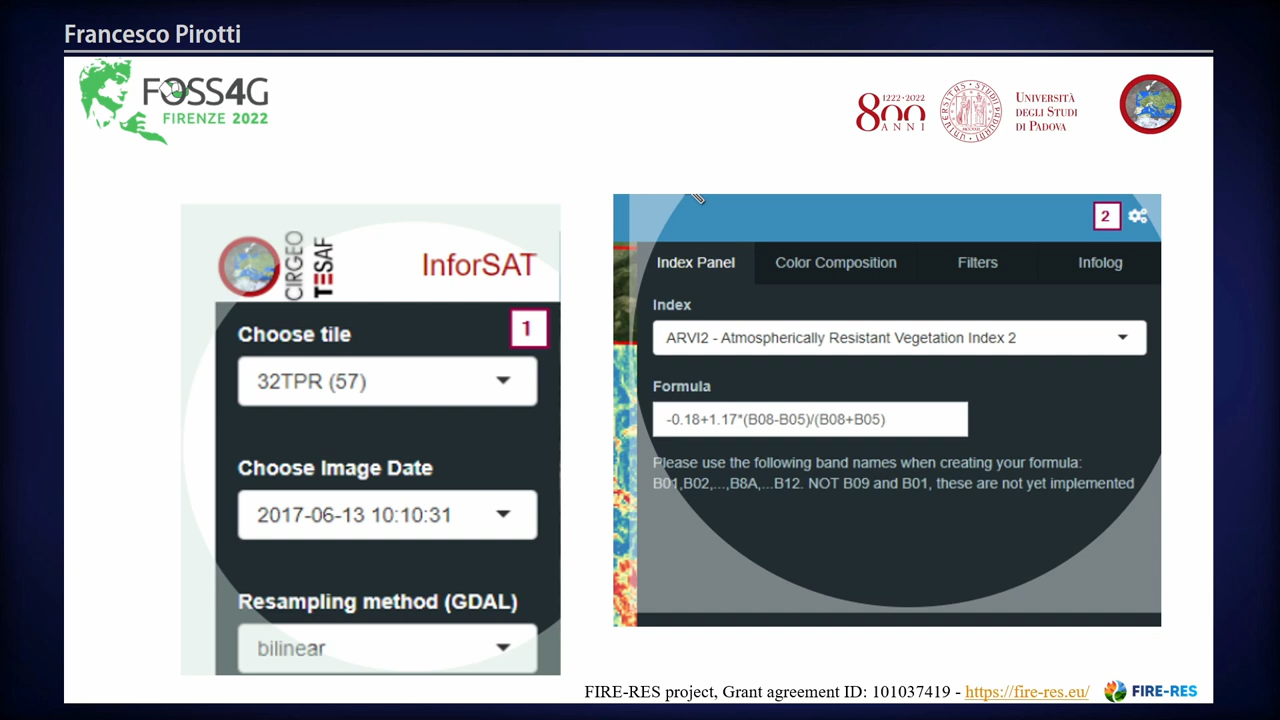 Francesco Pirotti
FOSS4G
FIRENZE 2022
1222·2022
800
ANNI
UNIVERSITÀ
DEGLI STUDI
DI PADOVA
CIRGEO
TESAF
InforSAT
1
Choose tile
32TPR (57)
Choose Image Date
2017-06-13 10:10:31
Resampling method (GDAL)
bilinear
2
Index Panel
Color Composition
Filters
Infolog
Index
ARVI2 - Atmospherically Resistant Vegetation Index 2
Formula
-0.18+1.17*(B08-B05)/(B08+B05)
Please use the following band names when creating your formula:
B01,B02,...,B8A,...B12. NOT B09 and B01, these are not yet implemented
FIRE-RES project, Grant agreement ID: 101037419 - https://fire-res.eu/
FIRE-RES